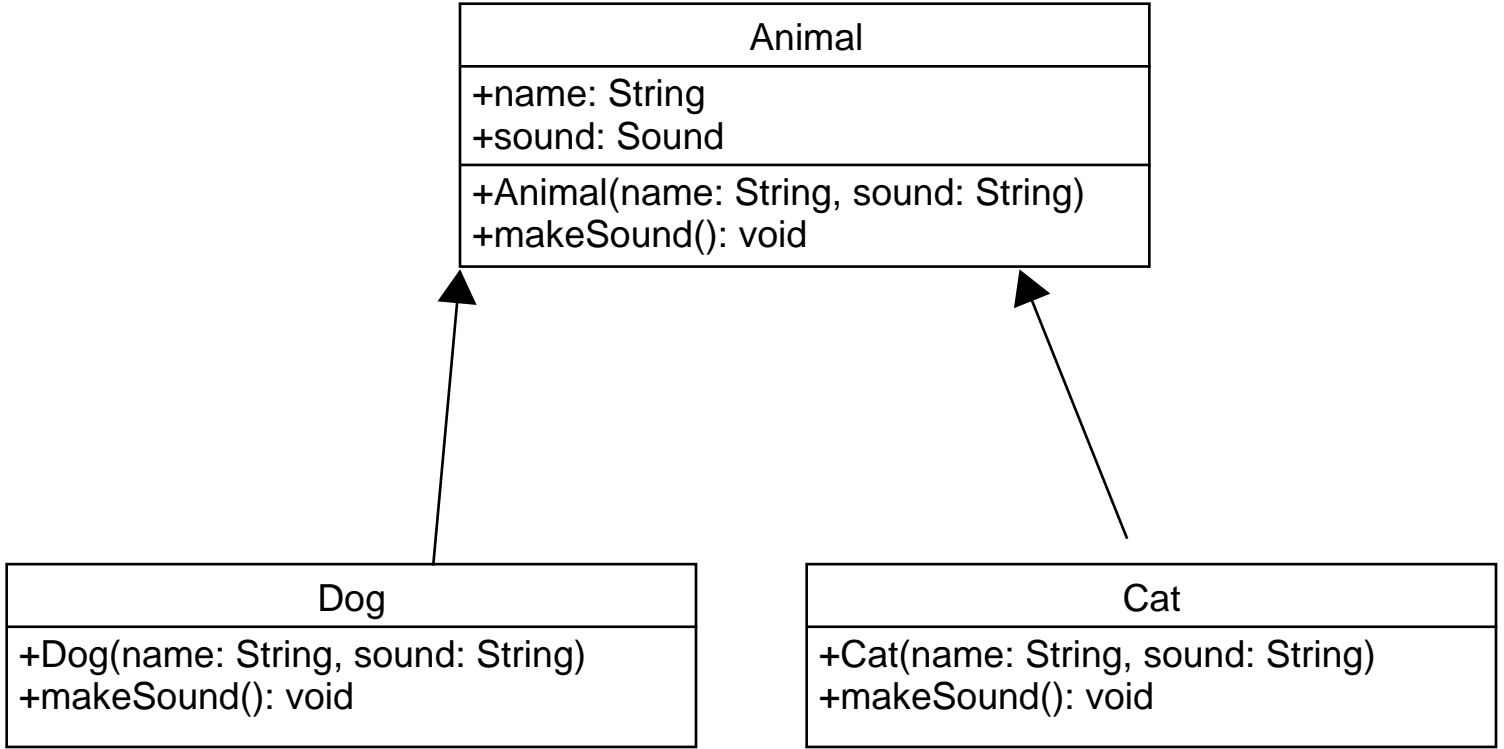 Animal
+name: String
+sound: Sound
+Animal(name: String, sound: String)
+makeSound(): void
Dog
+Dog(name: String, sound: String)
+makeSound(): void
Cat
+Cat(name: String, sound: String)
+makeSound(): void